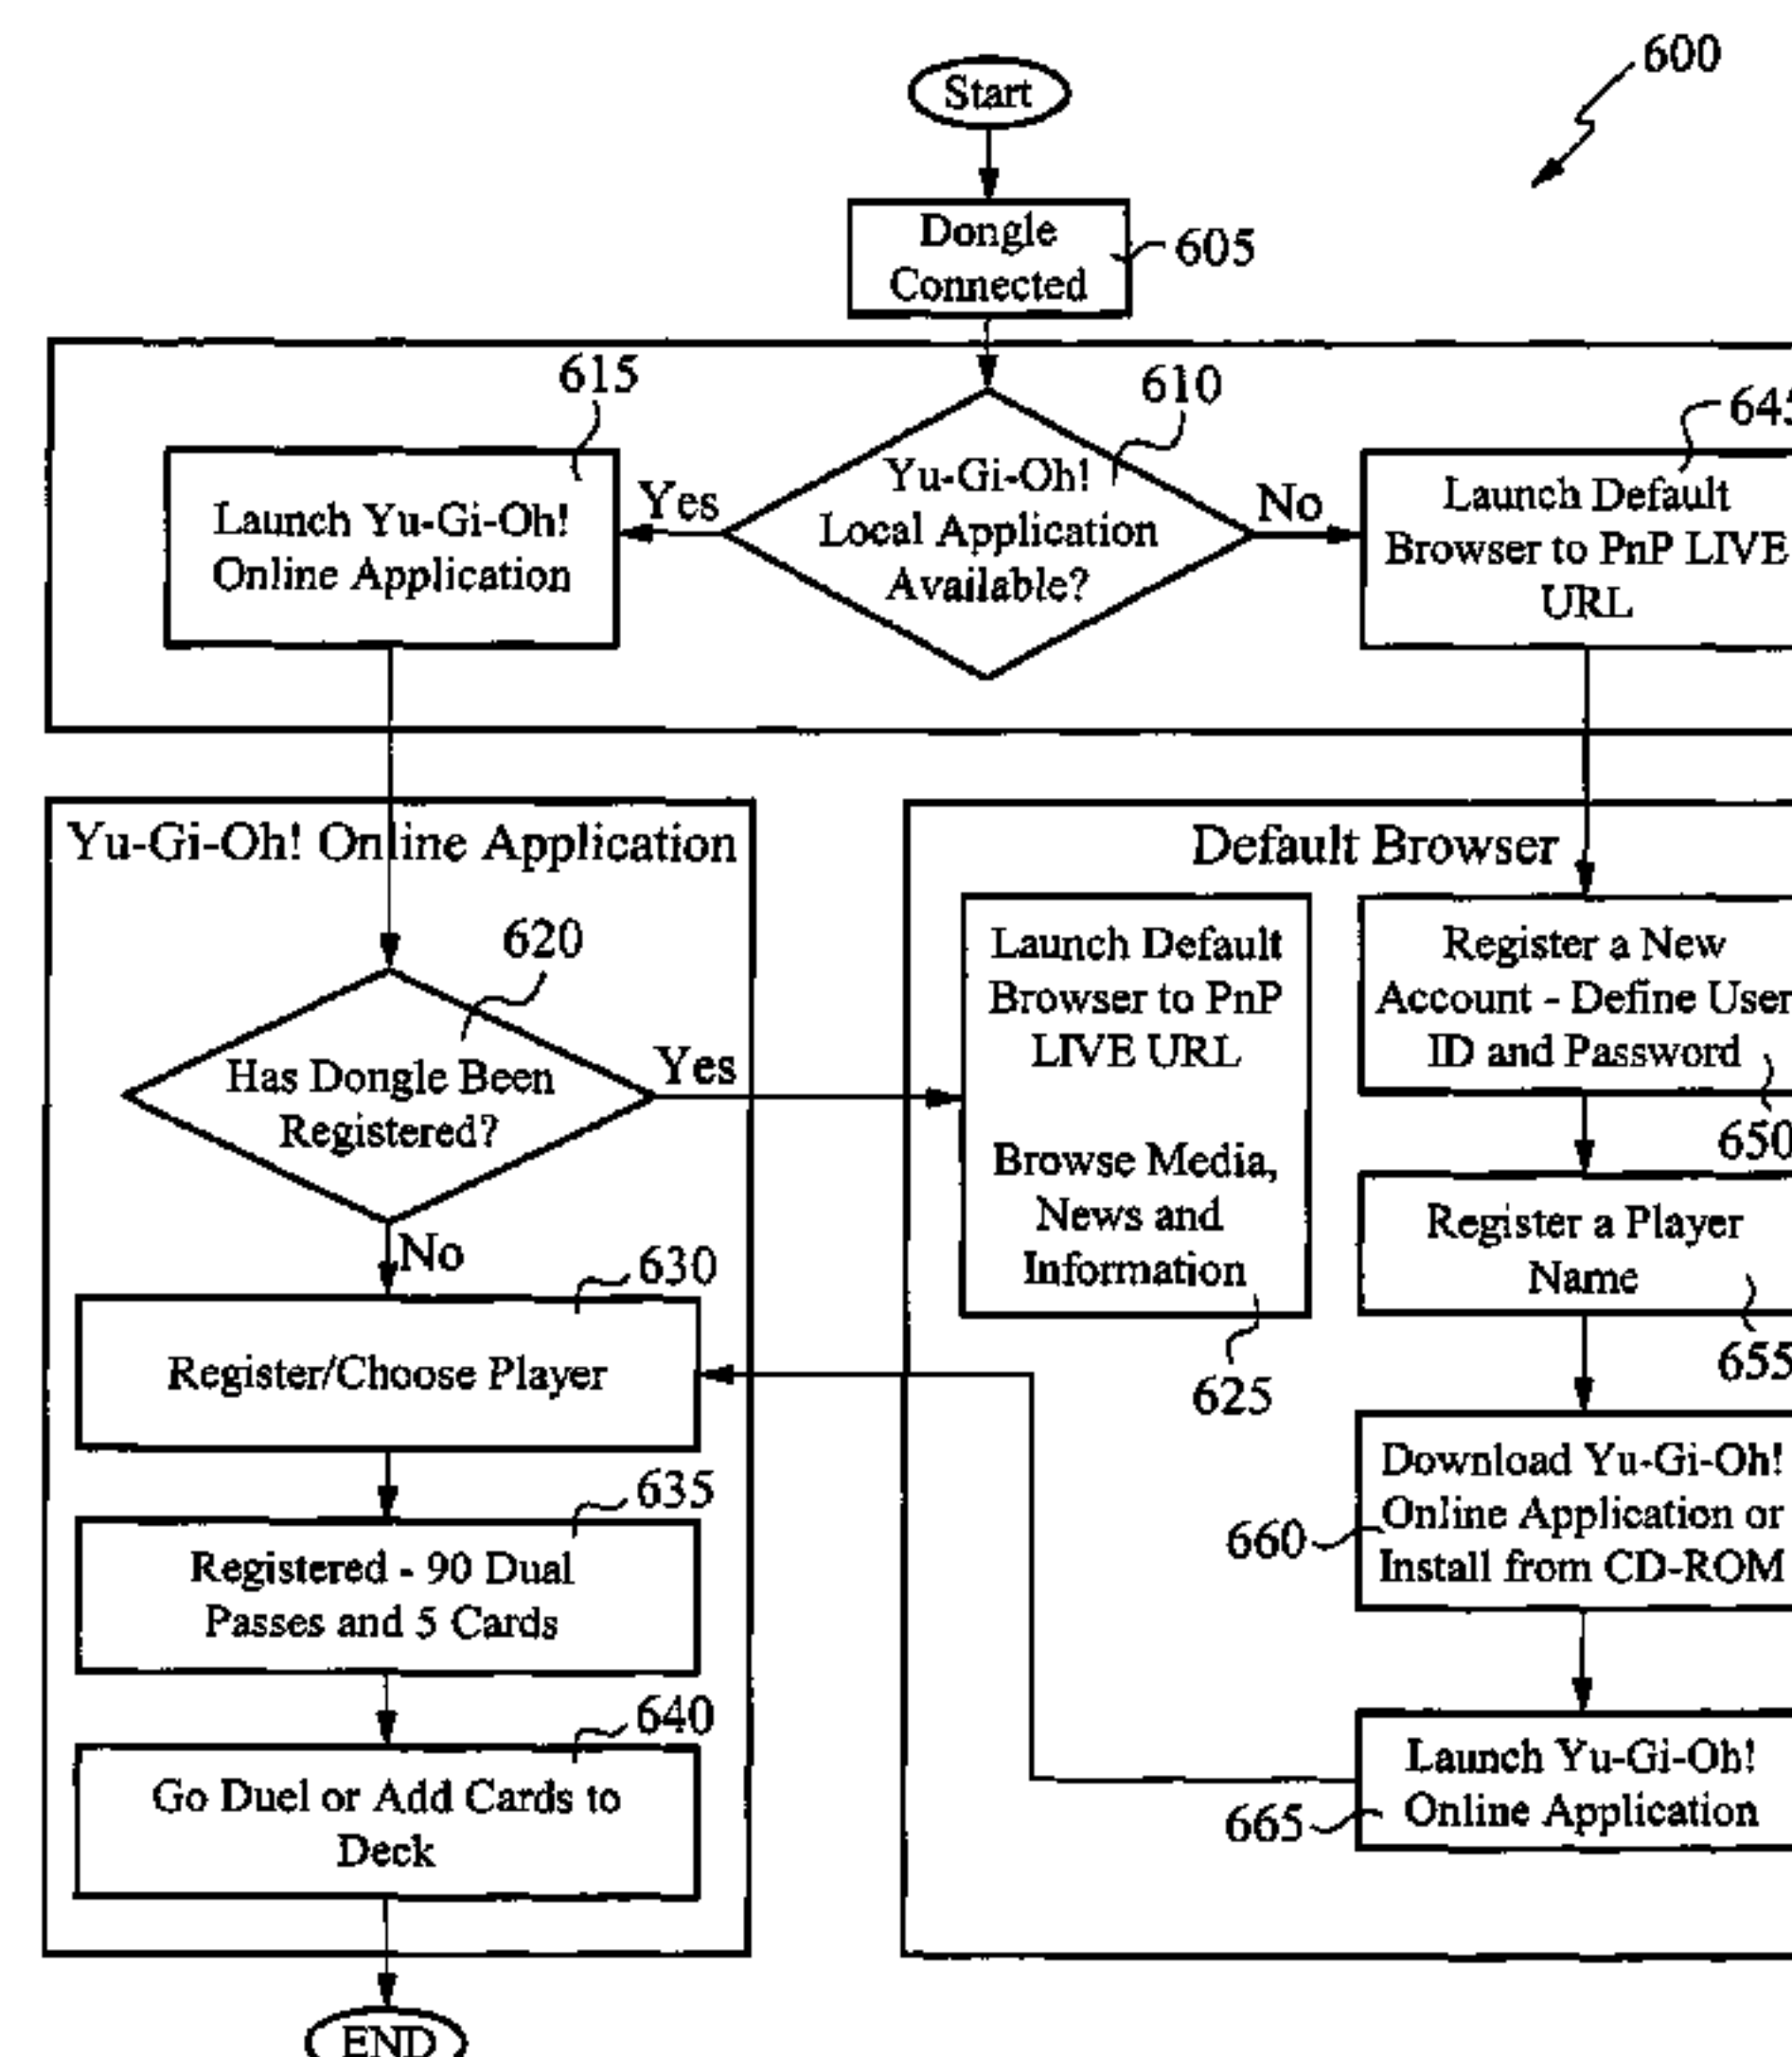 600
Start
Dongle
Connected
605
615
610
645
Launch Yu-Gi-Oh!
Online Application
Yes
Yu-Gi-Oh!
Local Application
Available?
No
Launch Default
Browser to PnP LIVE
URL
Yu-Gi-Oh! Online Application
Default Browser
620
Has Dongle Been
Registered?
Yes
No
Launch Default
Browser to PnP
LIVE URL
Browse Media,
News and
Information
625
Register a New
Account - Define User
ID and Password
650
Register a Player
Name
655
630
Register/Choose Player
635
Registered - 90 Dual
Passes and 5 Cards
640
Go Duel or Add Cards to
Deck
660
Download Yu-Gi-Oh!
Online Application or
Install from CD-ROM
Launch Yu-Gi-Oh!
Online Application
665
END